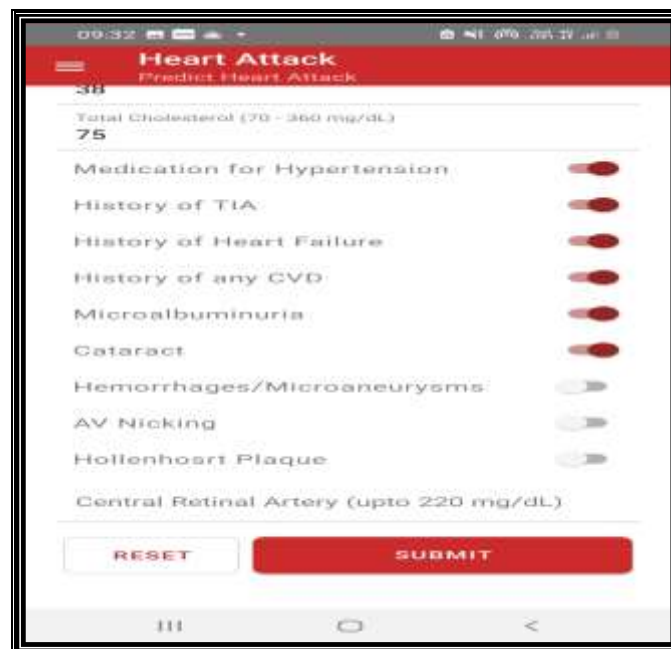 09:32
Heart Attack
Predict Heart Attack
38
Total Cholesterol (70 - 360 mg/dL)
75
Medication for Hypertension
History of TIA
History of Heart Failure
History of any CVD
Microalbuminuria
Cataract
Hemorrhages/Microaneurysms
AV Nicking
Hollenhosrt Plaque
Central Retinal Artery (upto 220 mg/dL)
RESET SUBMIT